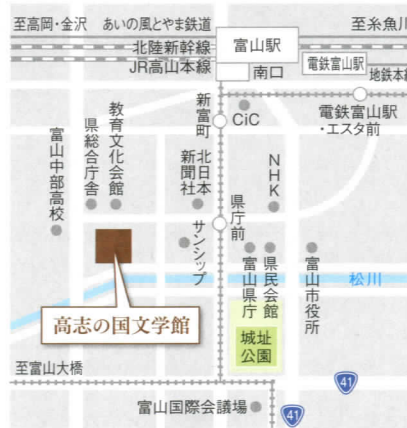 至高岡・金沢
あいの風とやま鉄道
至糸魚川
北陸新幹線
JR高山本線
富山駅
南口
電鉄富山駅
地鉄本線
電鉄富山駅
・エスタ前
CiC
新富町
教育文化会館
県総合庁舎
富山中部高校
北日本
新聞社
NHK
県庁前
サンシップ
富山県庁
県民会館
富山市役所
松川
高志の国文学館
城址
公園
至富山大橋
41
富山国際会議場
41